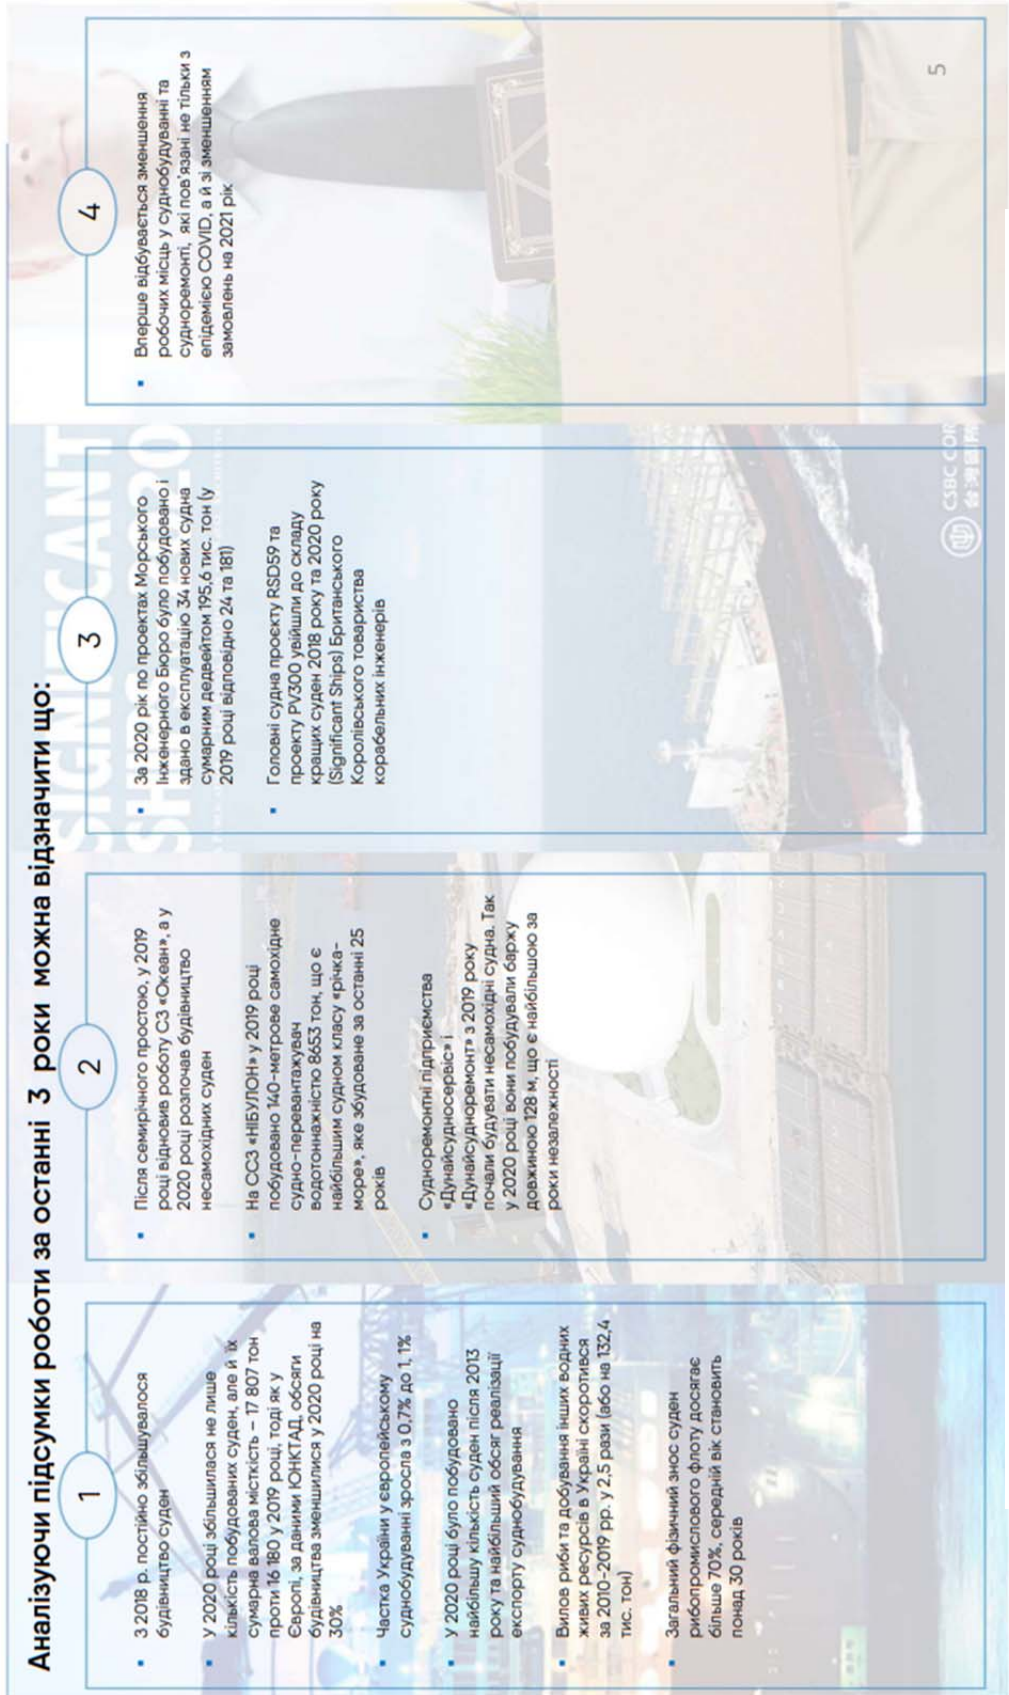 Аналізуючи підсумки роботи за останні 3 роки можна відзначити що:
1
З 2018 р. постійно збільшувалося
будівництво суден
У 2020 році збільшилася не лише
кількість побудованих суден, але й їх
сумарна валова місткість – 17 807 тон
проти 16 180 у 2019 році, тоді як у
Європі, за даними ЮНКТАД, обсяги
будівництва зменшилися у 2020 році на
30%
Частка України у європейському
суднобудуванні зросла з 0,7% до 1,1%
У 2020 році було побудовано
найбільшу кількість суден після 2013
року та найбільший обсяг реалізації
експорту суднобудування
Вилов риби та добування інших водних
живих ресурсів в Україні скоротився
за 2010-2019 рр. у 2,5 рази (або на 132,4
тис. тон)
Загальний фізичний знос суден
рибопромислового флоту досягає
більше 70%, середній вік становить
понад 30 років
2
Після семирічного простою, у 2019
році відновив роботу СЗ «Океан», а у
2020 році розпочав будівництво
несамохідних суден
На ССЗ «НІБУЛОН» у 2019 році
побудовано 140-метрове самохідне
судно-перевантажувач
водотоннажністю 8653 тон, що є
найбільшим судном класу «річка-
море», яке збудоване за останні 25
років
Судноремонтні підприємства
«Дунайсудносервіс» і
«Дунайсудноремонт» з 2019 року
почали будувати несамохідні судна. Так
у 2020 році вони побудували баржу
довжиною 128 м, що є найбільшою за
роки незалежності
3
За 2020 рік по проектах Морського
Інженерного Бюро було побудовано і
здано в експлуатацію 34 нових судна
сумарним дедвейтом 195,6 тис. тон (у
2019 році відповідно 24 та 181)
Головні судна проєкту RSD59 та
проекту PV300 увійшли до складу
кращих суден 2018 року та 2020 року
(Significant Ships) Британського
Королівського товариства
корабельних інженерів
SIGNIFICANT
CSBC COR
4
Вперше відбувається зменшення
робочих місць у суднобудуванні та
судноремонті, які пов'язані не тільки з
епідемією COVID, а й зі зменшенням
замовлень на 2021 рік
5